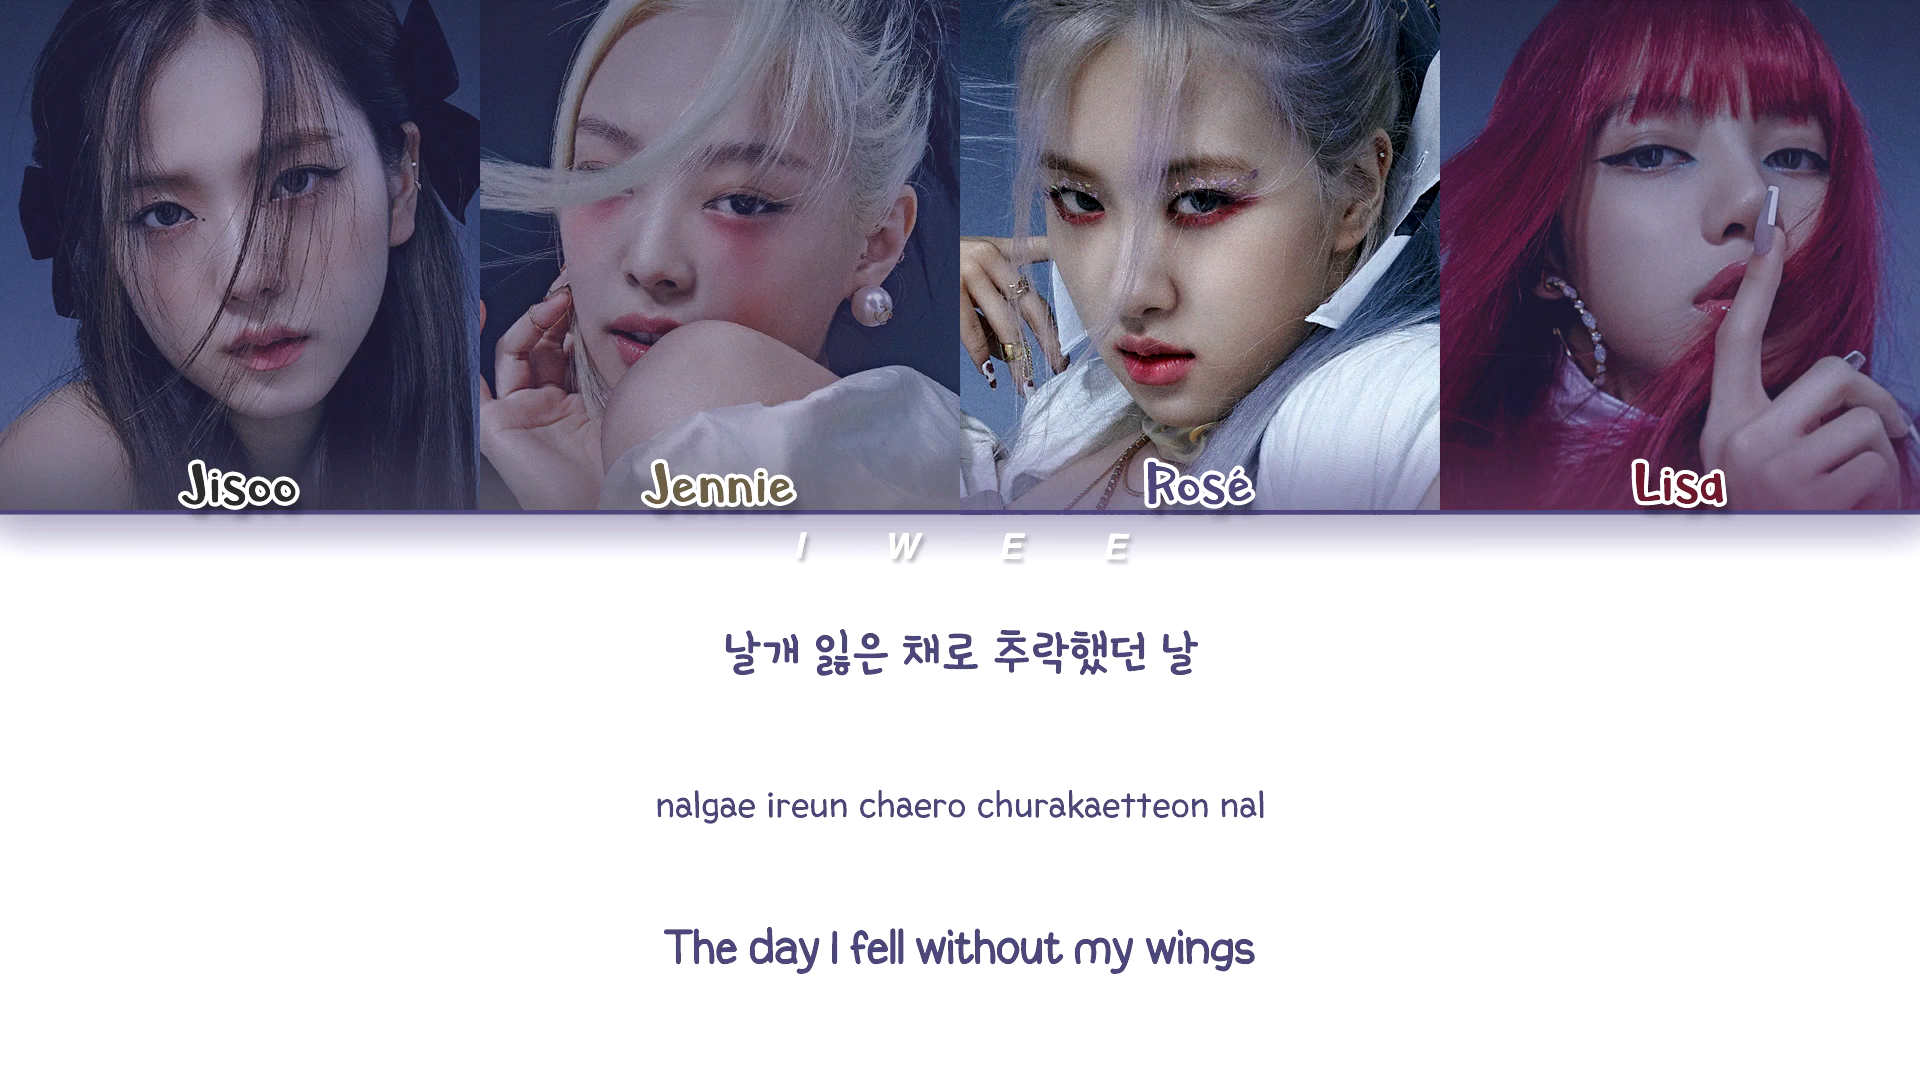 Jisoo Jennie Rosé Lisa
I W E E
날개 잃은 채로 추락했던 날
nalgae ireun chaero churakaetteon nal
The day I fell without my wings